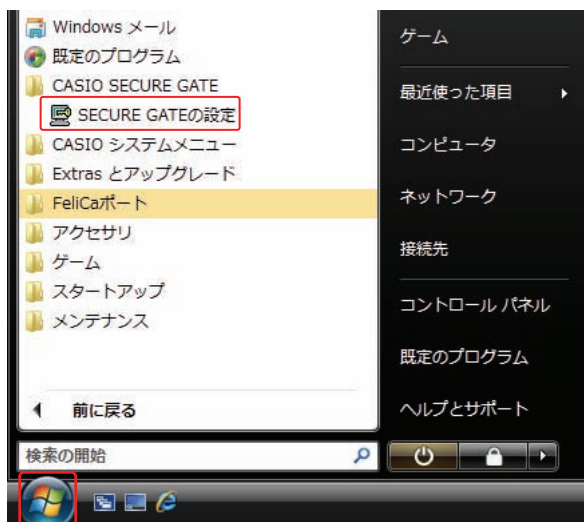 Windows メール
既定のプログラム
CASIO SECURE GATE
SECURE GATEの設定
CASIO システムメニュー
Extras とアップグレード
FeliCaポート
アクセサリ
ゲーム
スタートアップ
メンテナンス
前に戻る
検索の開始
ゲーム
最近使った項目
コンピュータ
ネットワーク
接続先
コントロール パネル
既定のプログラム
ヘルプとサポート